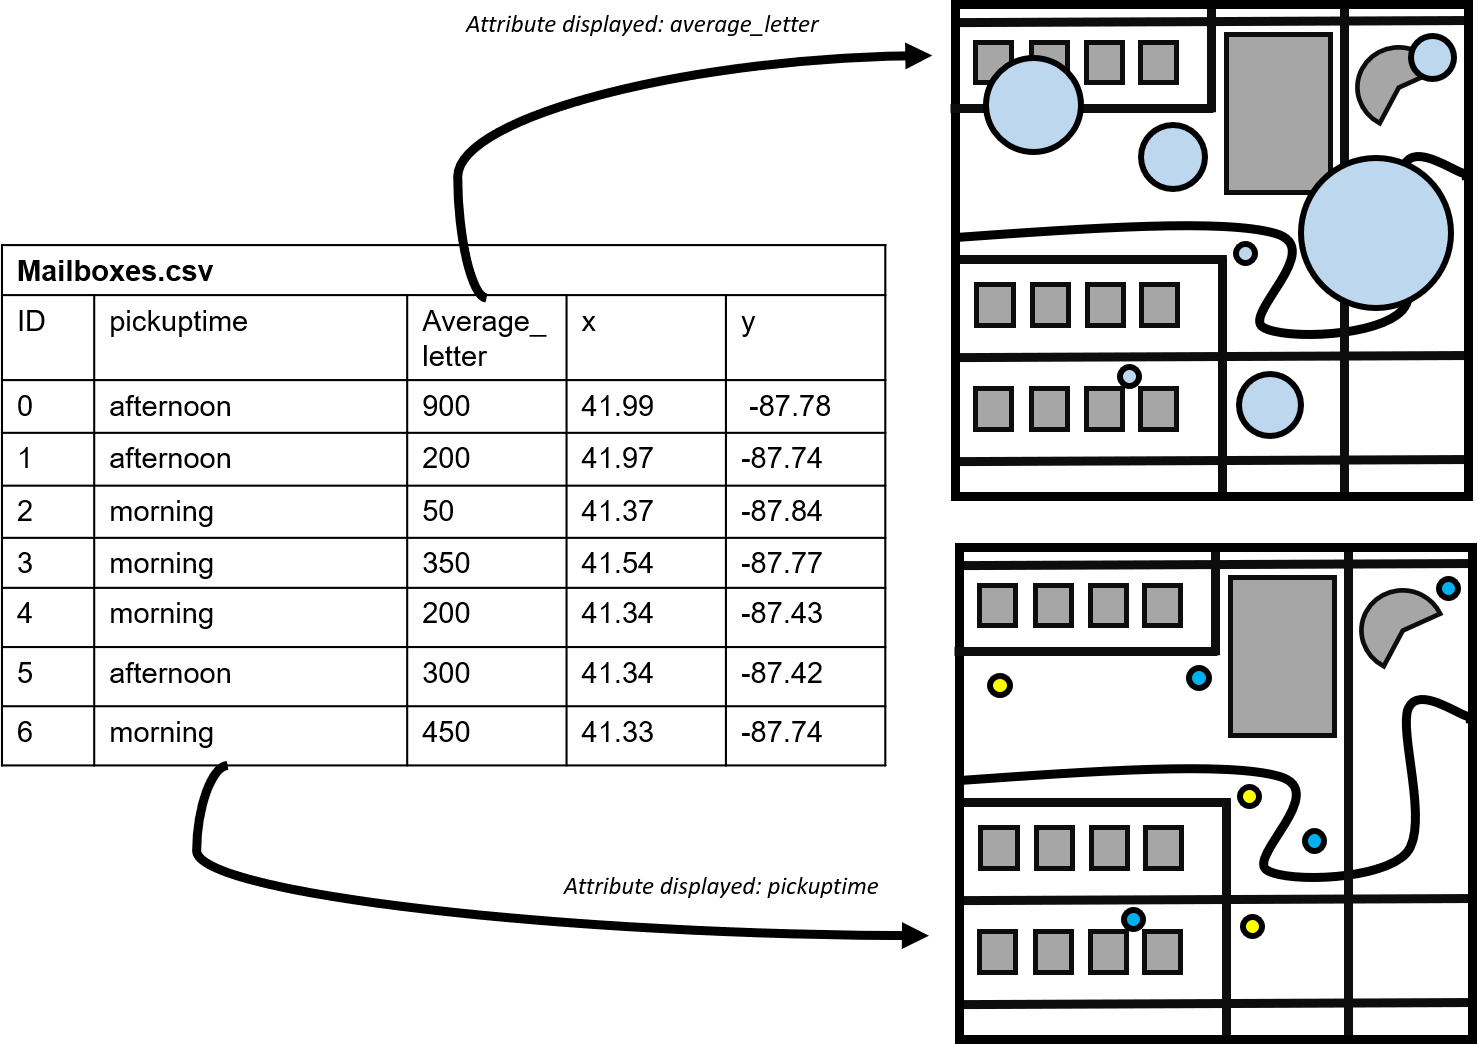 Attribute displayed: average_letter
Mailboxes.csv
ID pickuptime Average_ x y
letter
0 afternoon 900 41.99 -87.78
1 afternoon 200 41.97 -87.74
2 morning 50 41.37 -87.84
3 morning 350 41.54 -87.77
4 morning 200 41.34 -87.43
5 afternoon 300 41.34 -87.42
6 morning 450 41.33 -87.74
Attribute displayed: pickuptime